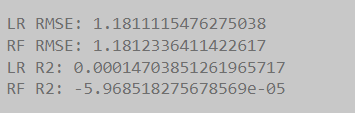 LR RMSE: 1.1811115476275038
RF RMSE: 1.1812336411422617
LR R2: 0.00014703851261965717
RF R2: -5.968518275678569e-05